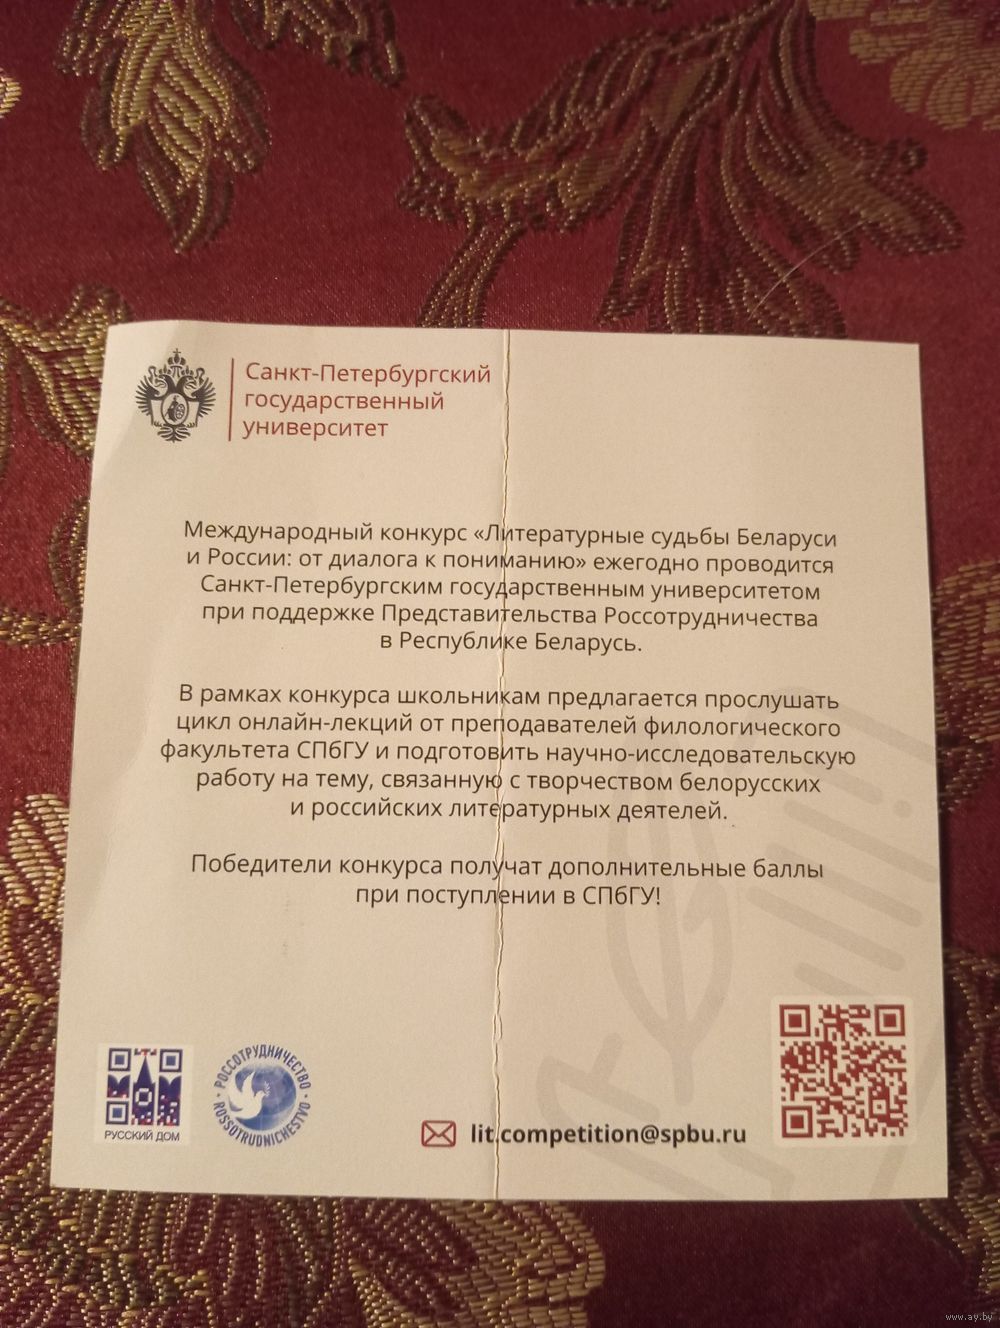 Санкт-Петербургский
государственный
университет
Международный конкурс «Литературные судьбы Беларуси
и России: от диалога к пониманию» ежегодно проводится
Санкт-Петербургским государственным университетом
при поддержке Представительства Россотрудничества
в Республике Беларусь.
В рамках конкурса школьникам предлагается прослушать
цикл онлайн-лекций от преподавателей филологического
факультета СПбГУ и подготовить научно-исследовательскую
работу на тему, связанную с творчеством белорусских
и российских литературных деятелей.
Победители конкурса получат дополнительные баллы
при поступлении в СПбГУ!
РУССКИЙ ДОМ
РОССОТРУДНИЧЕСТВО
ROSSOTRUDNICHESTVO
lit.competition@spbu.ru
www.ay.by